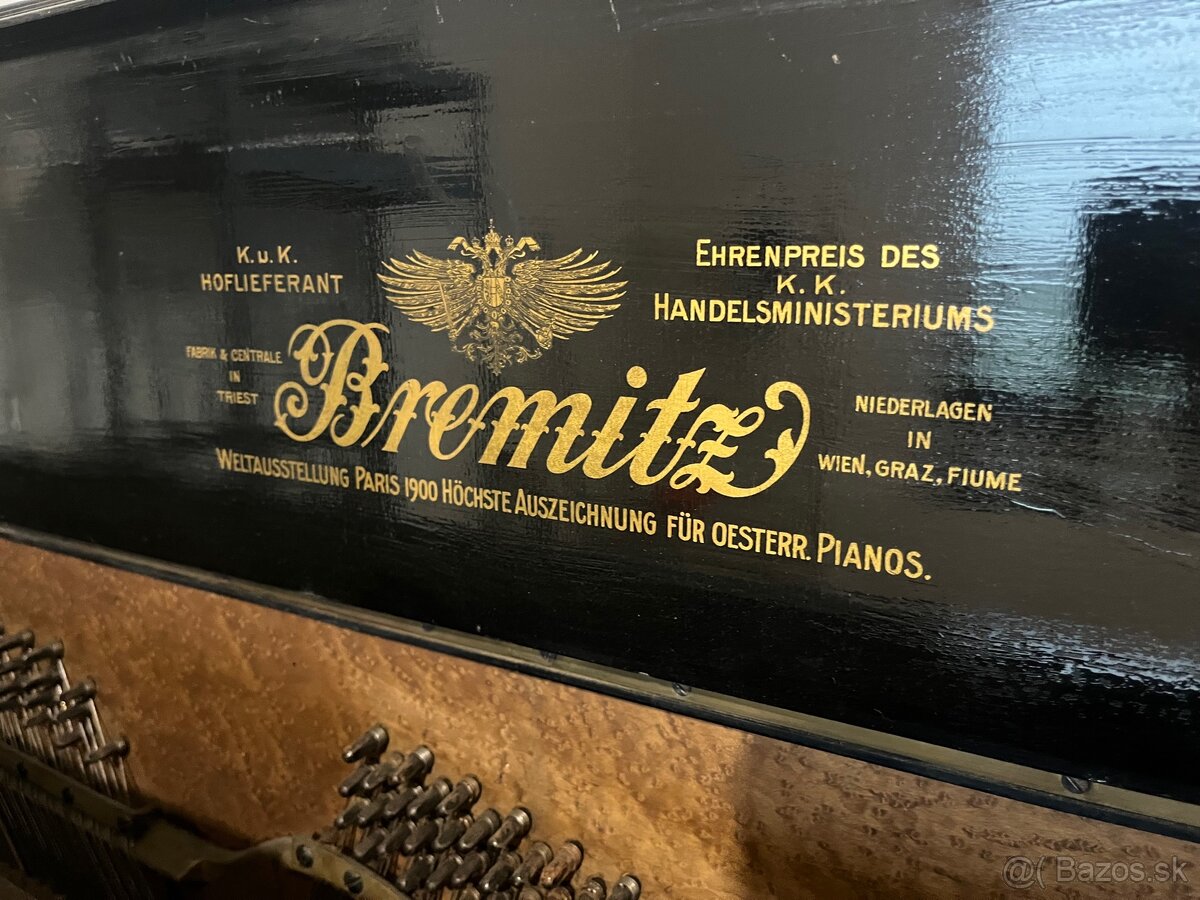 K. u. K.
HOFLIEFERANT
EHRENPREIS DES
K. K.
HANDELSMINISTERIUMS
FABRIK & CENTRALE
IN
TRIEST
Bremitz
NIEDERLAGEN
IN
WIEN, GRAZ, FIUME
WELTAUSSTELLUNG PARIS 1900 HÖCHSTE AUSZEICHNUNG FÜR OESTERR. PIANOS.
@( Bazos.sk